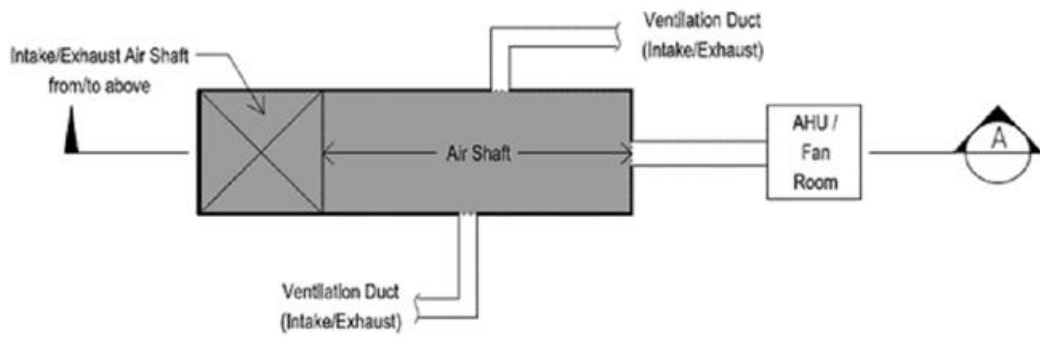 Intake/Exhaust Air Shaft
from/to above
Ventilation Duct
(Intake/Exhaust)
Air Shaft
AHU /
Fan
Room
A
Ventilation Duct
(Intake/Exhaust)